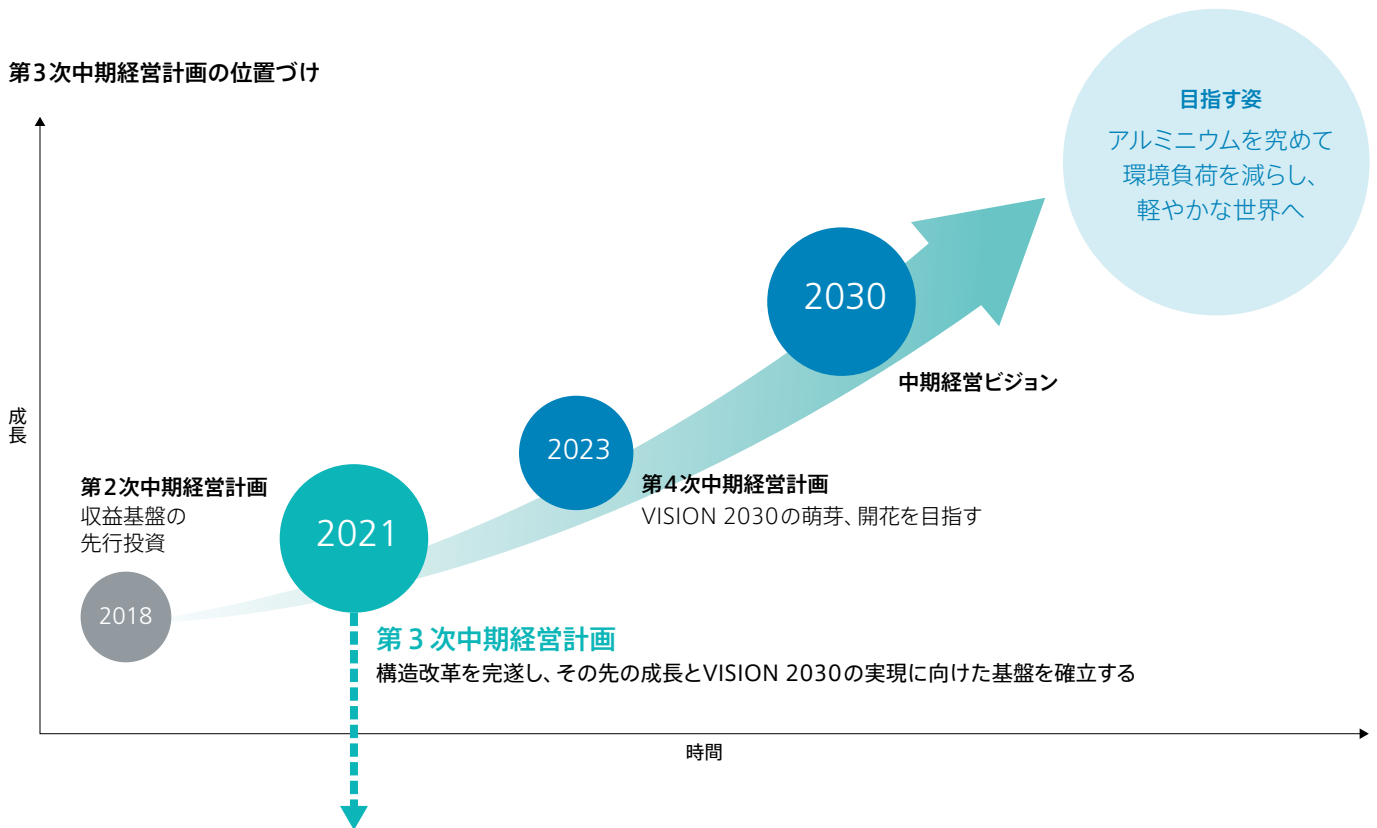 第3次中期経営計画の位置づけ
目指す姿
アルミニウムを究めて
環境負荷を減らし、
軽やかな世界へ
2030
中期経営ビジョン
成長
2023
第4次中期経営計画
VISION 2030の萌芽、開花を目指す
第2次中期経営計画
収益基盤の
先行投資
2021
2018
第3次中期経営計画
構造改革を完遂し、その先の成長とVISION 2030の実現に向けた基盤を確立する
時間